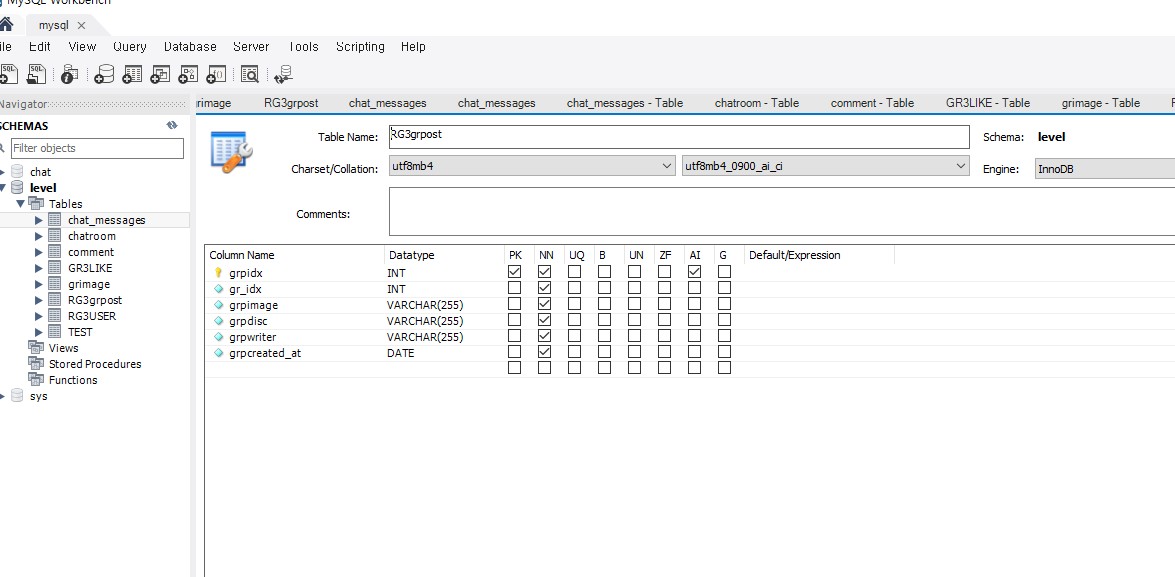 MySQL Workbench
mysql
ile Edit View Query Database Server Tools Scripting Help
Navigator
rimage RG3grpost chat_messages chat_messages chat_messages - Table chatroom - Table comment - Table GR3LIKE - Table grimage - Table
SCHEMAS
Filter objects
chat
level
Tables
chat_messages
chatroom
comment
GR3LIKE
grimage
RG3grpost
RG3USER
TEST
Views
Stored Procedures
Functions
sys
Table Name: RG3grpost Schema: level
Charset/Collation: utf8mb4 utf8mb4_0900_ai_ci Engine: InnoDB
Comments:
Column Name Datatype PK NN UQ B UN ZF AI G Default/Expression
grpidx INT
gr_idx INT
grpimage VARCHAR(255)
grpdisc VARCHAR(255)
grpwriter VARCHAR(255)
grpcreated_at DATE